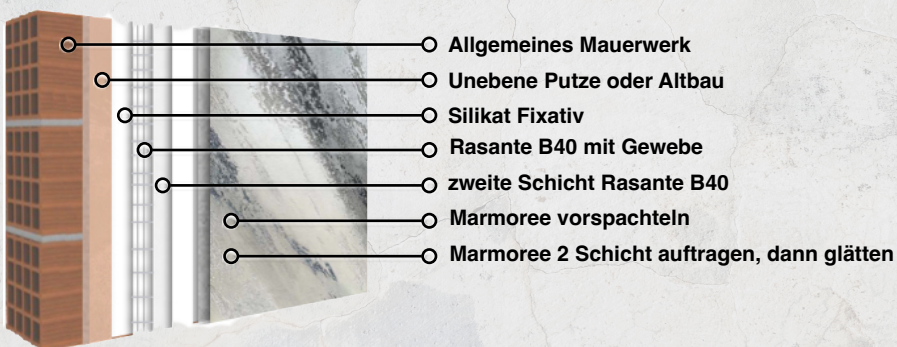 Allgemeines Mauerwerk
Unebene Putze oder Altbau
Silikat Fixativ
Rasante B40 mit Gewebe
zweite Schicht Rasante B40
Marmoree vorspachteln
Marmoree 2 Schicht auftragen, dann glätten